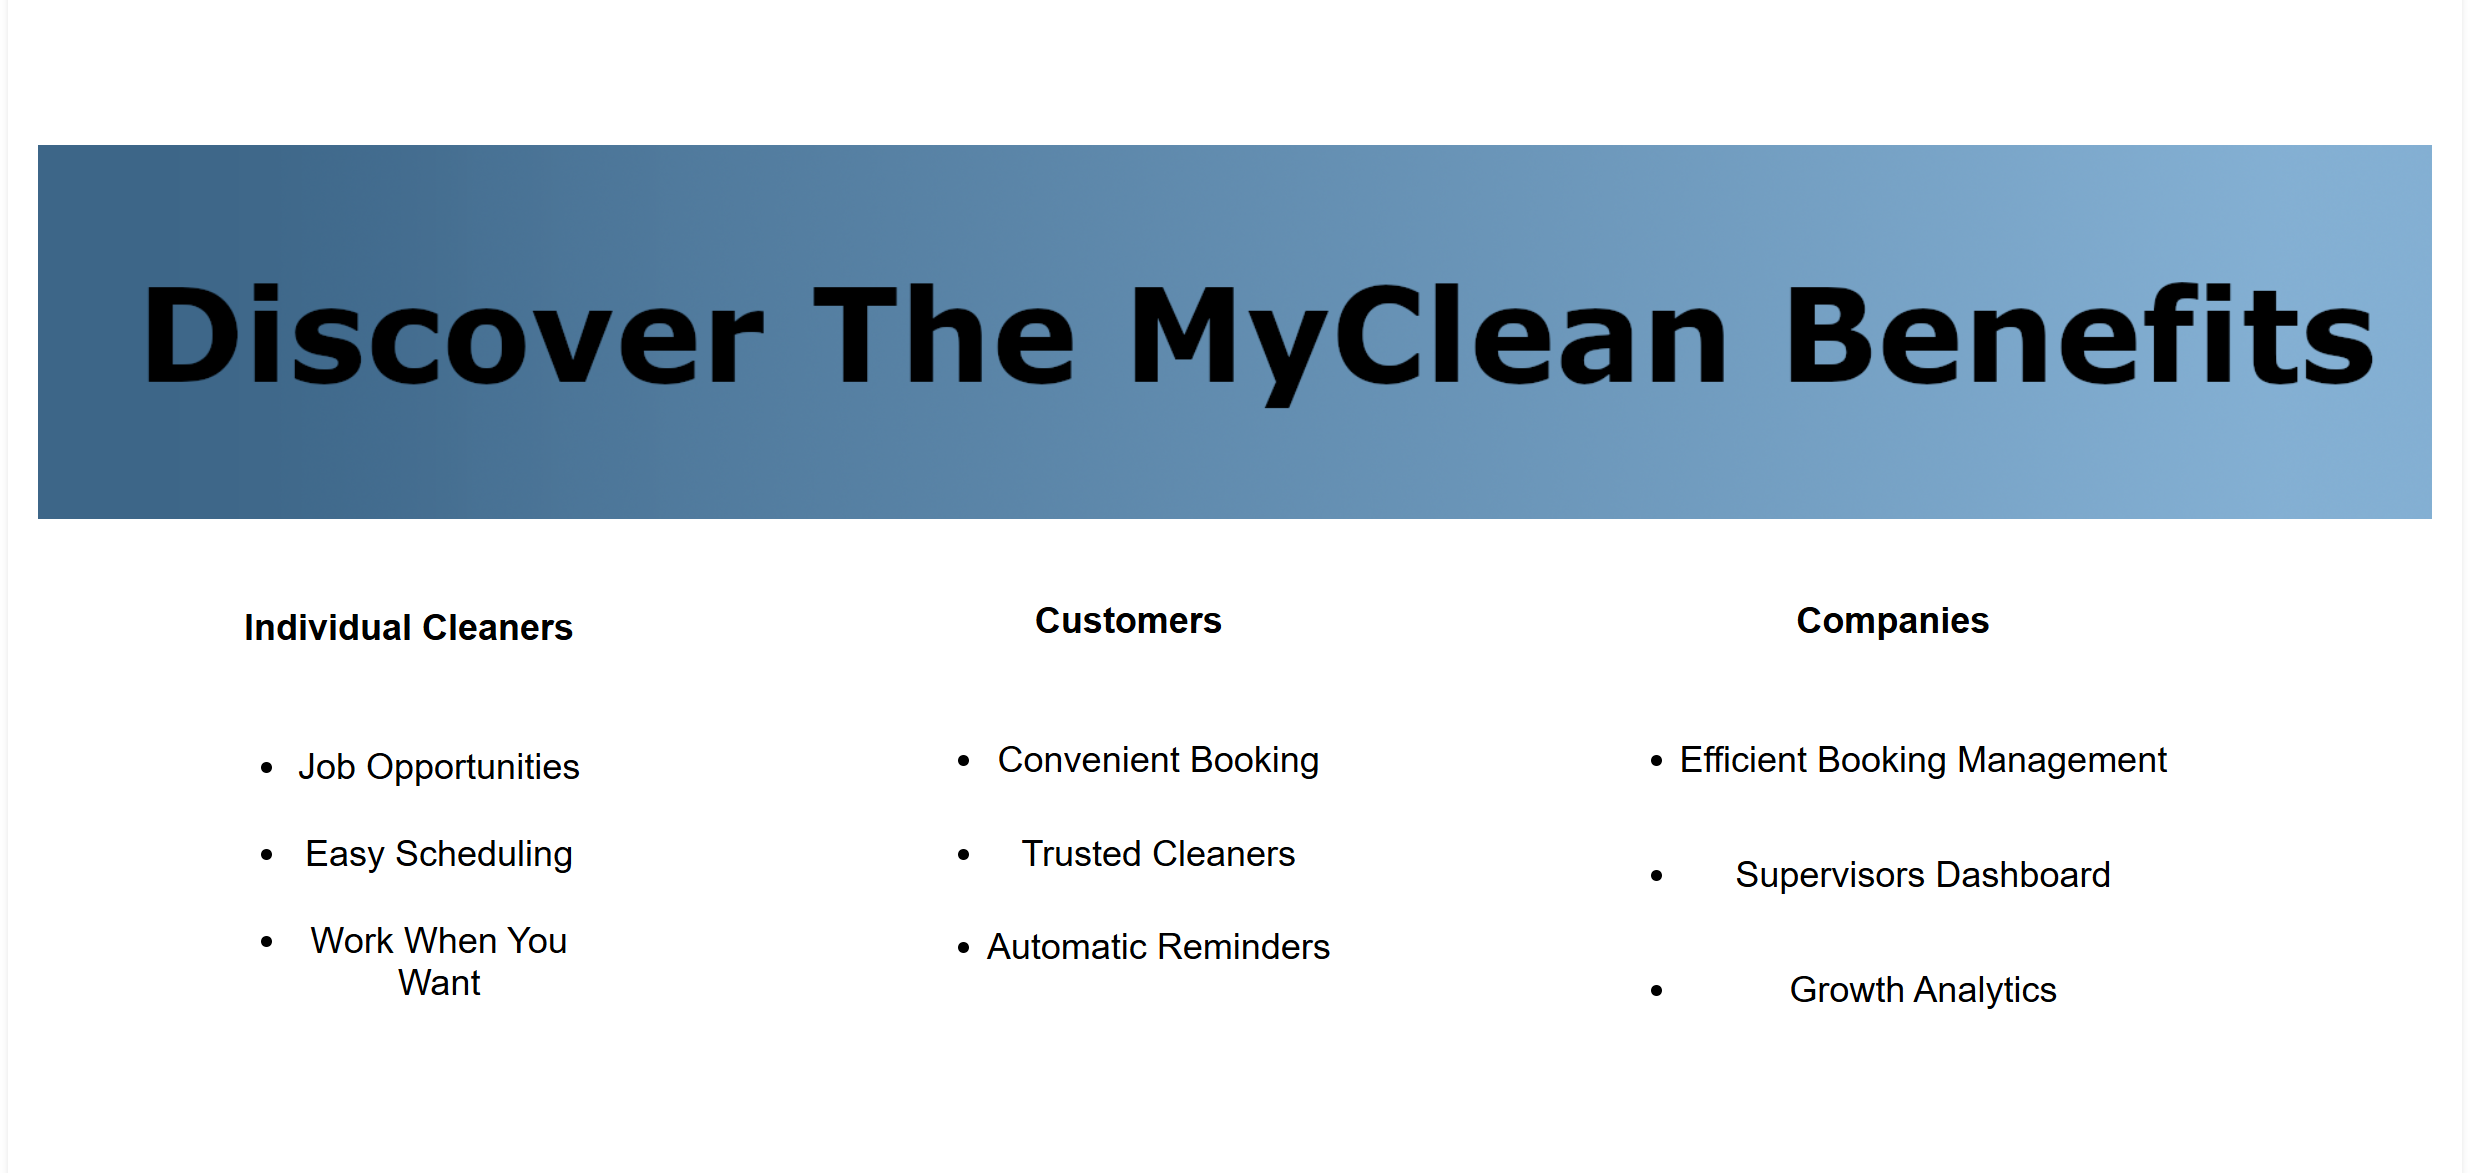 Discover The MyClean Benefits
Individual Cleaners
Job Opportunities
Easy Scheduling
Work When You
Want
Customers
Convenient Booking
Trusted Cleaners
Automatic Reminders
Companies
Efficient Booking Management
Supervisors Dashboard
Growth Analytics